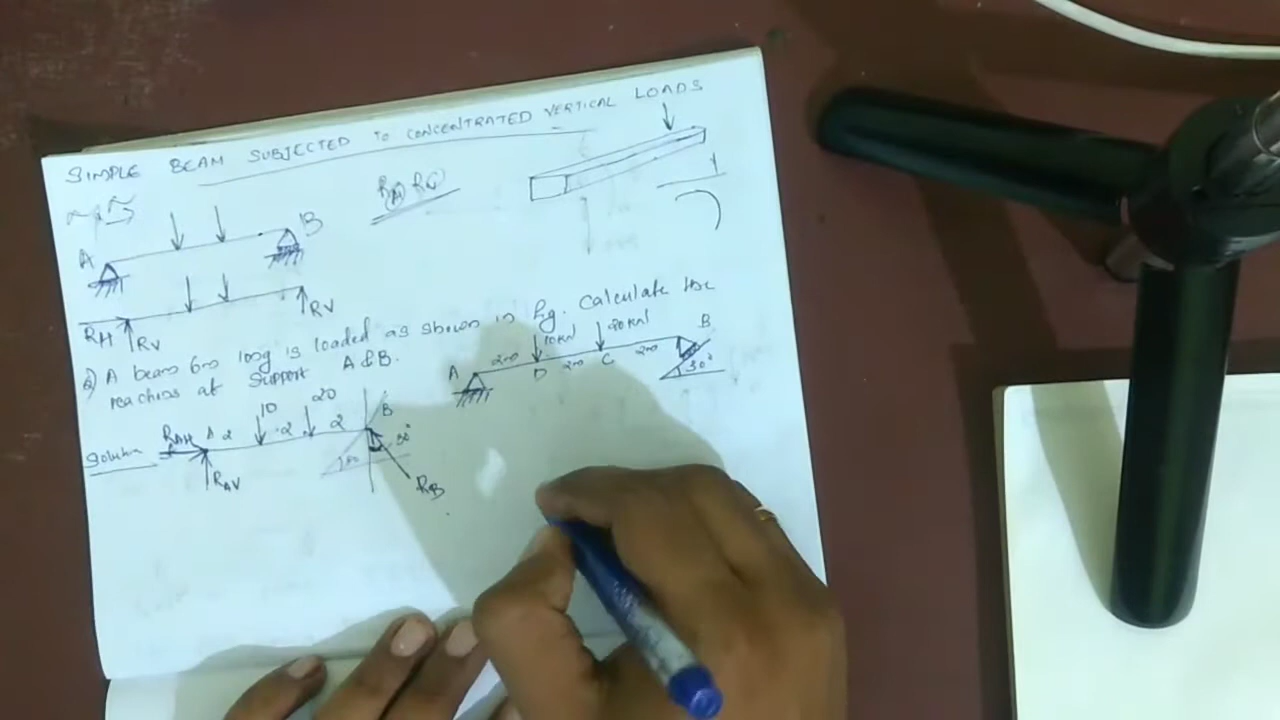 SIMPLE BEAM SUBJECTED TO CONCENTRATED VERTICAL LOADS
A B
RH RV RV
A beam 6m long is loaded as shown in fg. Calculate
reactions at support A & B.
10kN 20kN B
A 2m D 2m C 2m 30°
Solution RAH A 2 10 2 20 2 B
RAV 30° RB